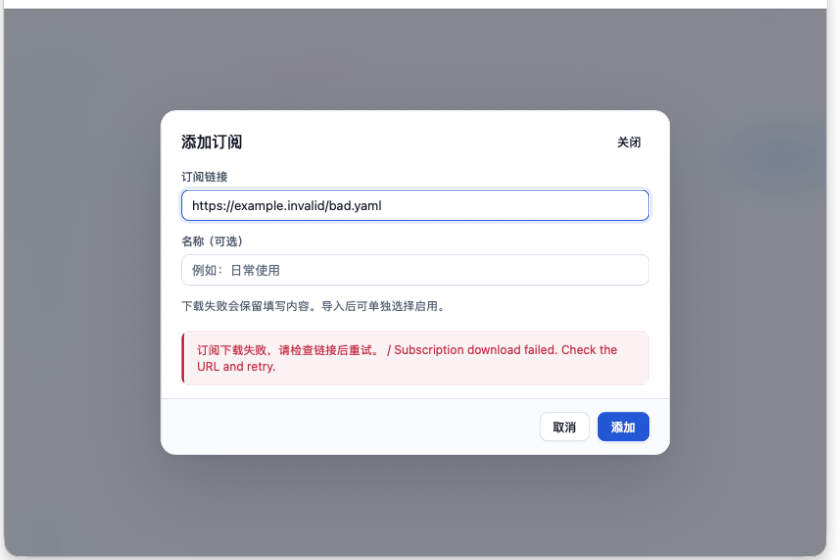 添加订阅
关闭
订阅链接
https://example.invalid/bad.yaml
名称（可选）
例如：日常使用
下载失败会保留填写内容。导入后可单独选择启用。
订阅下载失败，请检查链接后重试。 / Subscription download failed. Check the
URL and retry.
取消
添加